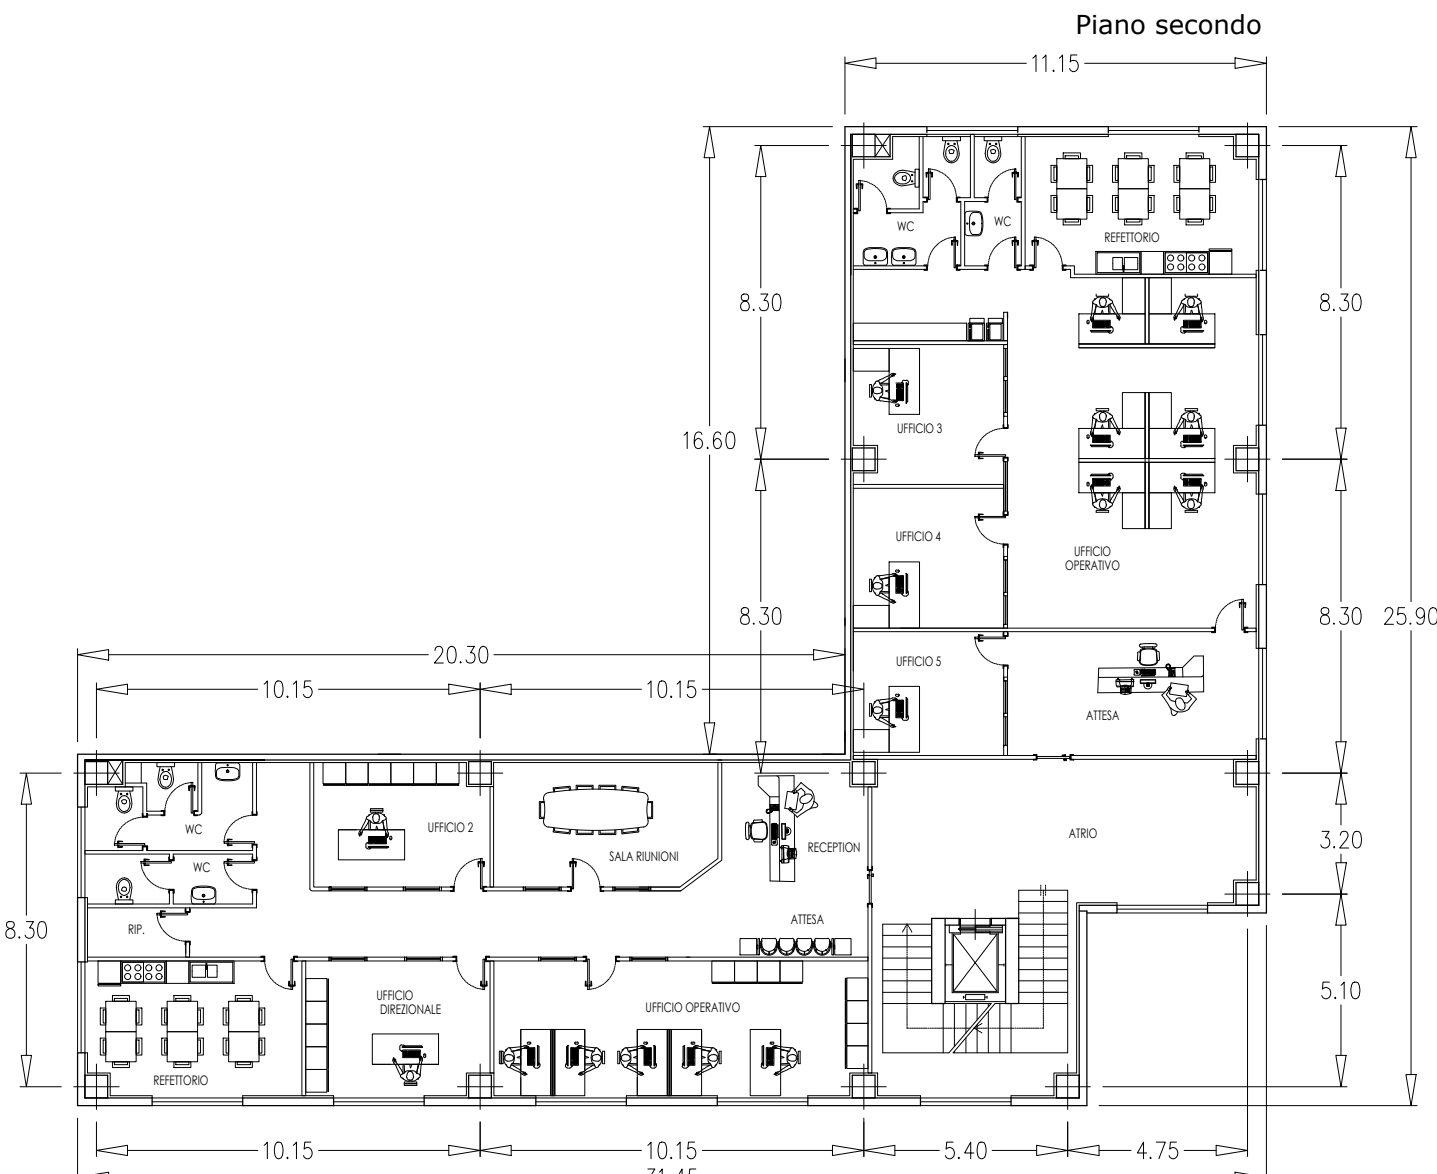 Piano secondo
11.15
WC
WC
REFETTORIO
8.30
8.30
UFFICIO 3
16.60
UFFICIO 4
UFFICIO
OPERATIVO
8.30
8.30
25.90
20.30
UFFICIO 5
10.15
10.15
ATTESA
UFFICIO 2
WC
SALA RIUNIONI
RECEPTION
ATRIO
3.20
WC
ATTESA
8.30
RIP.
UFFICIO
DIREZIONALE
UFFICIO OPERATIVO
5.10
REFETTORIO
10.15
10.15
5.40
4.75